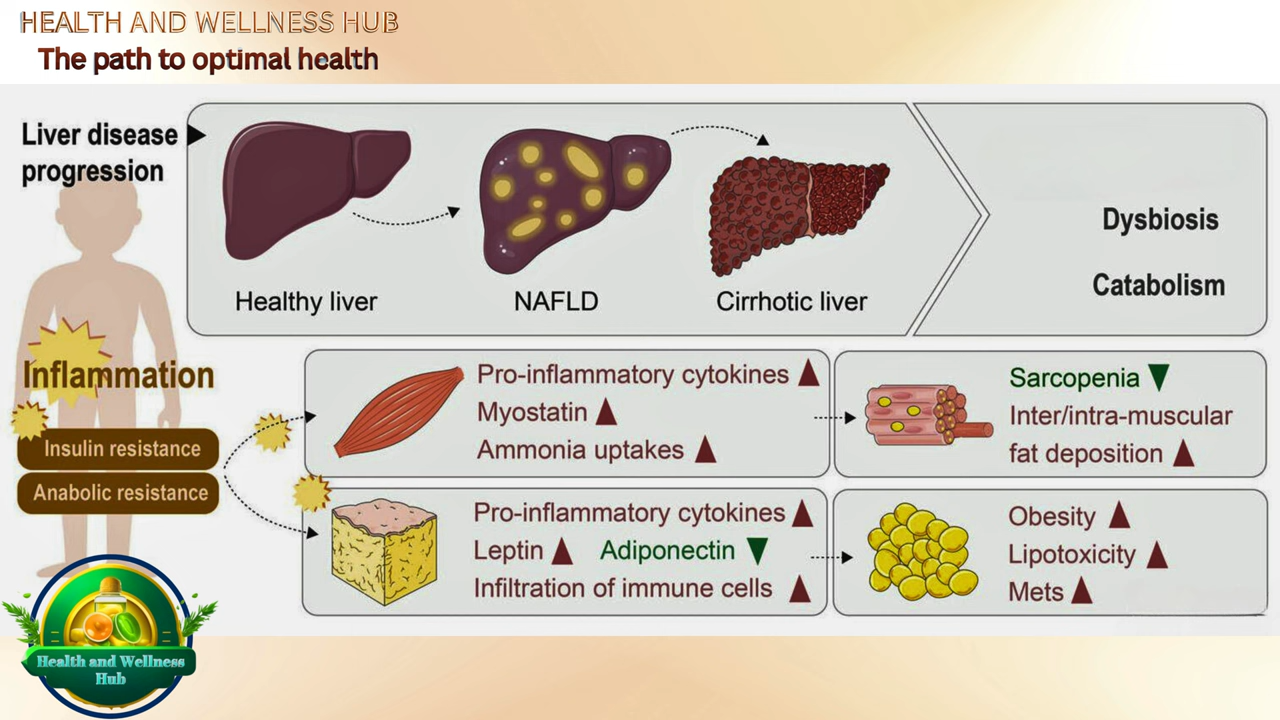 HEALTH AND WELLNESS HUB
The path to optimal health
Liver disease
progression
Healthy liver
NAFLD
Cirrhotic liver
Dysbiosis
Catabolism
Inflammation
Insulin resistance
Anabolic resistance
Pro-inflammatory cytokines ▲
Myostatin ▲
Ammonia uptakes ▲
Sarcopenia ▼
Inter/intra-muscular
fat deposition ▲
Pro-inflammatory cytokines ▲
Leptin ▲ Adiponectin ▼
Infiltration of immune cells ▲
Obesity ▲
Lipotoxicity ▲
Mets ▲
Health and Wellness
Hub